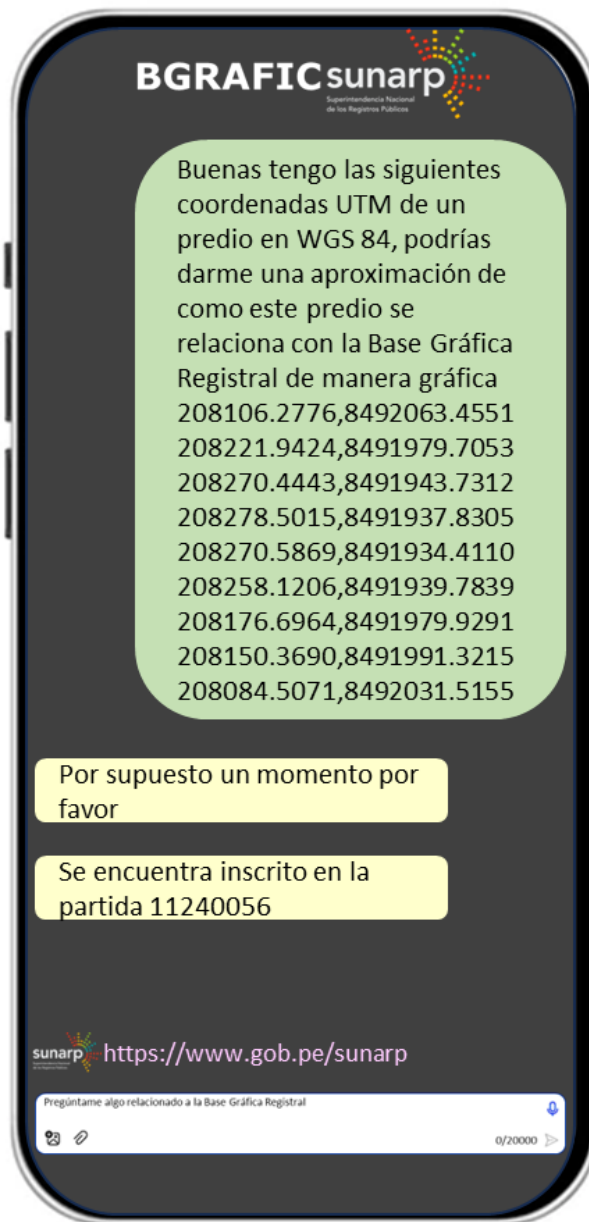 BGRAFIC sunarp
Superintendencia Nacional
de los Registros Públicos
Buenas tengo las siguientes
coordenadas UTM de un
predio en WGS 84, podrías
darme una aproximación de
como este predio se
relaciona con la Base Gráfica
Registral de manera gráfica
208106.2776,8492063.4551
208221.9424,8491979.7053
208270.4443,8491943.7312
208278.5015,8491937.8305
208270.5869,8491934.4110
208258.1206,8491939.7839
208176.6964,8491979.9291
208150.3690,8491991.3215
208084.5071,8492031.5155
Por supuesto un momento por
favor
Se encuentra inscrito en la
partida 11240056
sunarp https://www.gob.pe/sunarp
Pregúntame algo relacionado a la Base Gráfica Registral
0/20000